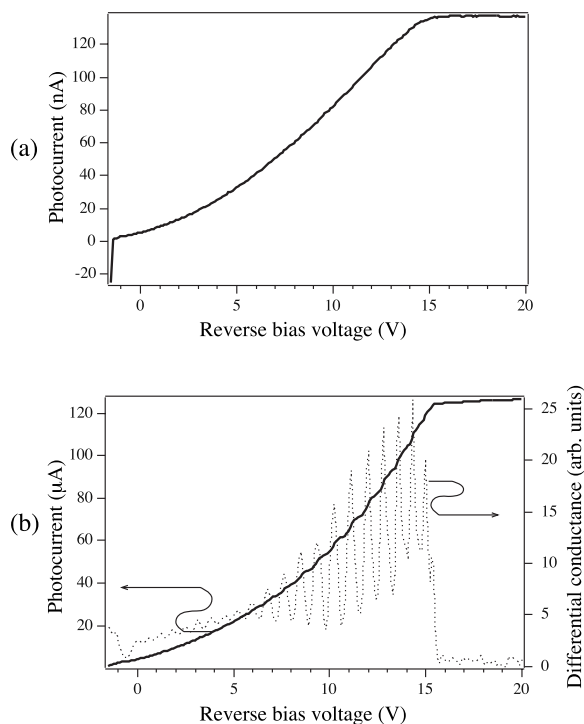 (a)
Photocurrent (nA)
120
100
80
60
40
20
0
-20
0 5 10 15 20
Reverse bias voltage (V)
(b)
Photocurrent (μA)
120
100
80
60
40
20
0 5 10 15 20
Reverse bias voltage (V)
25
20
15
10
5
0
Differential conductance (arb. units)